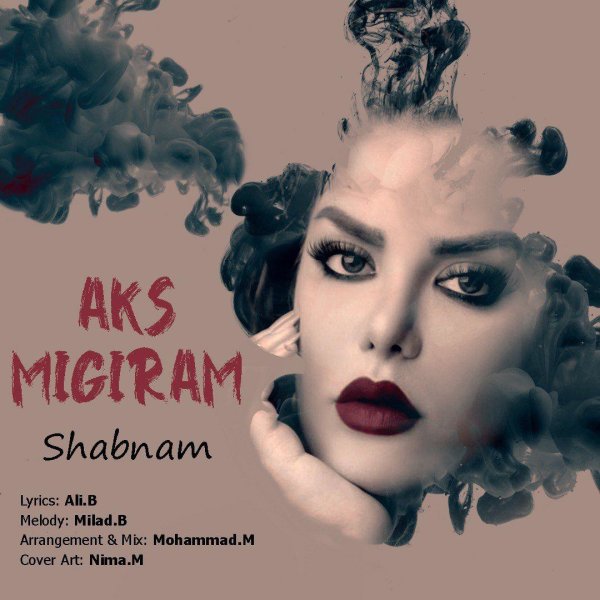 AKS
MIGIRAM
Shabnam
Lyrics: Ali.B
Melody: Milad.B
Arrangement & Mix: Mohammad.M
Cover Art: Nima.M